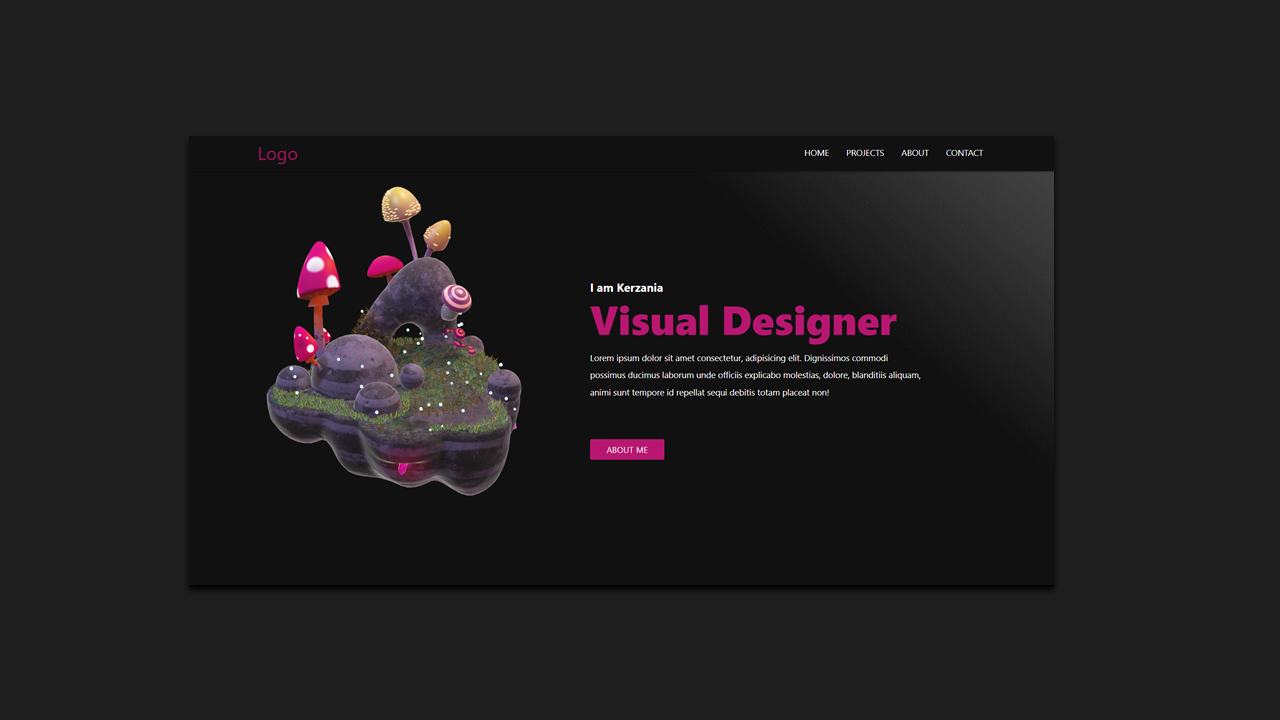 Logo
HOME PROJECTS ABOUT CONTACT
I am Kerzania
Visual Designer
Lorem ipsum dolor sit amet consectetur, adipisicing elit. Dignissimos commodi
possimus ducimus laborum unde officiis explicabo molestias, dolore, blanditiis aliquam,
animi sunt tempore id repellat sequi debitis totam placeat non!
ABOUT ME